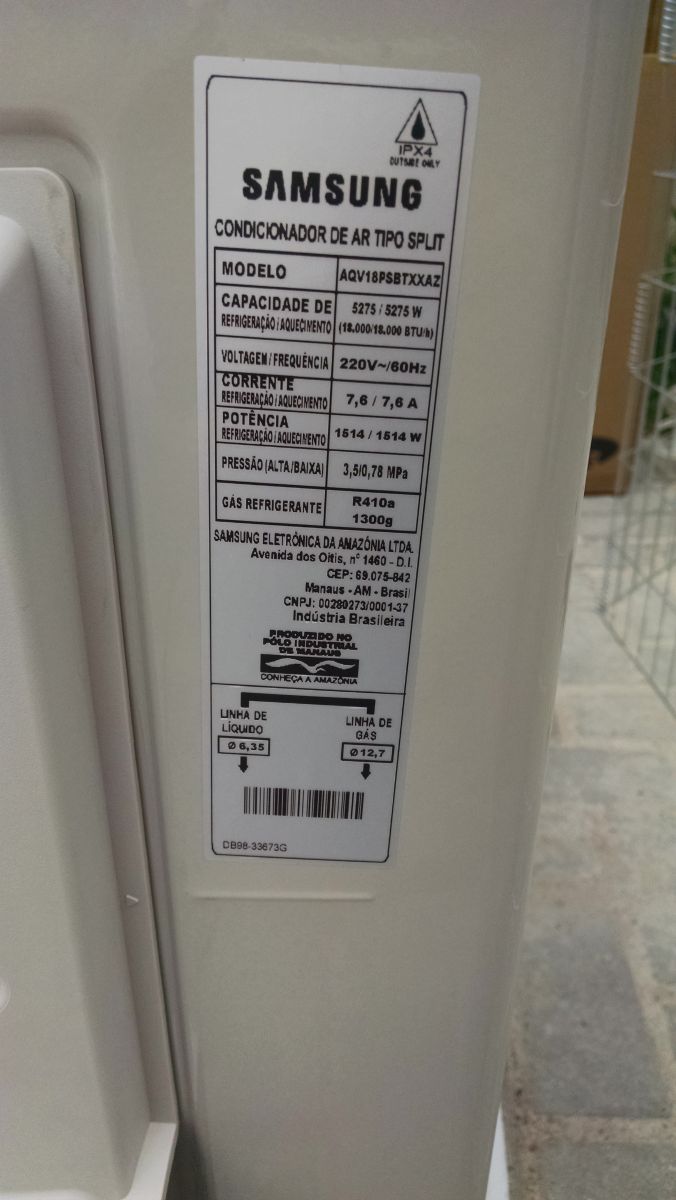 IPX4
OUTSIDE ONLY
SAMSUNG
CONDICIONADOR DE AR TIPO SPLIT
MODELO AQV18PSBTXXAZ
CAPACIDADE DE REFRIGERAÇÃO / AQUECIMENTO 5275 / 5275 W (18.000/18.000 BTU/h)
VOLTAGEM / FREQUÊNCIA 220V~/60Hz
CORRENTE REFRIGERAÇÃO / AQUECIMENTO 7,6 / 7,6 A
POTÊNCIA REFRIGERAÇÃO / AQUECIMENTO 1514 / 1514 W
PRESSÃO (ALTA/BAIXA) 3,5/0,78 MPa
GÁS REFRIGERANTE R410a 1300g
SAMSUNG ELETRÔNICA DA AMAZÔNIA LTDA.
Avenida dos Oitis, n° 1460 - D.I.
CEP: 69.075-842
Manaus - AM - Brasil
CNPJ: 00280273/0001-37
Indústria Brasileira
PRODUZIDO NO
PÓLO INDUSTRIAL
DE MANAUS
CONHEÇA A AMAZÔNIA
LINHA DE LÍQUIDO
Ø 6,35
LINHA DE GÁS
Ø 12,7
DB98-33673G